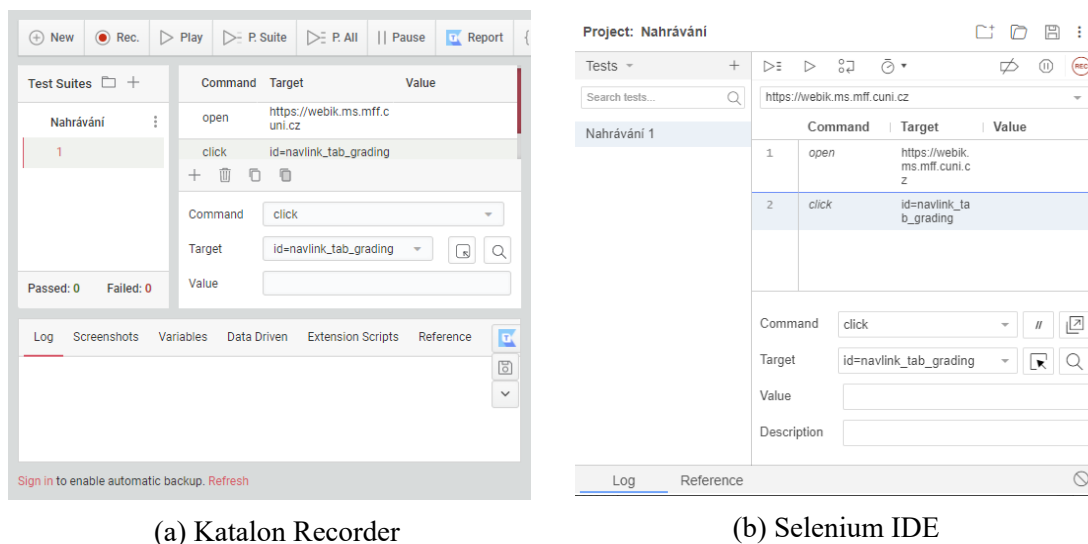 New Rec. Play P. Suite P. All Pause Report {
Test Suites
Nahrávání
1
Passed: 0 Failed: 0
Command Target Value
open https://webik.ms.mff.c
uni.cz
click id=navlink_tab_grading
Command click
Target id=navlink_tab_grading
Value
Log Screenshots Variables Data Driven Extension Scripts Reference
Sign in to enable automatic backup. Refresh
(a) Katalon Recorder
Project: Nahrávání
Tests
Search tests...
Nahrávání 1
REC
https://webik.ms.mff.cuni.cz
Command Target Value
1 open https://webik.
ms.mff.cuni.c
z
2 click id=navlink_ta
b_grading
Command click //
Target id=navlink_tab_grading
Value
Description
Log Reference
(b) Selenium IDE